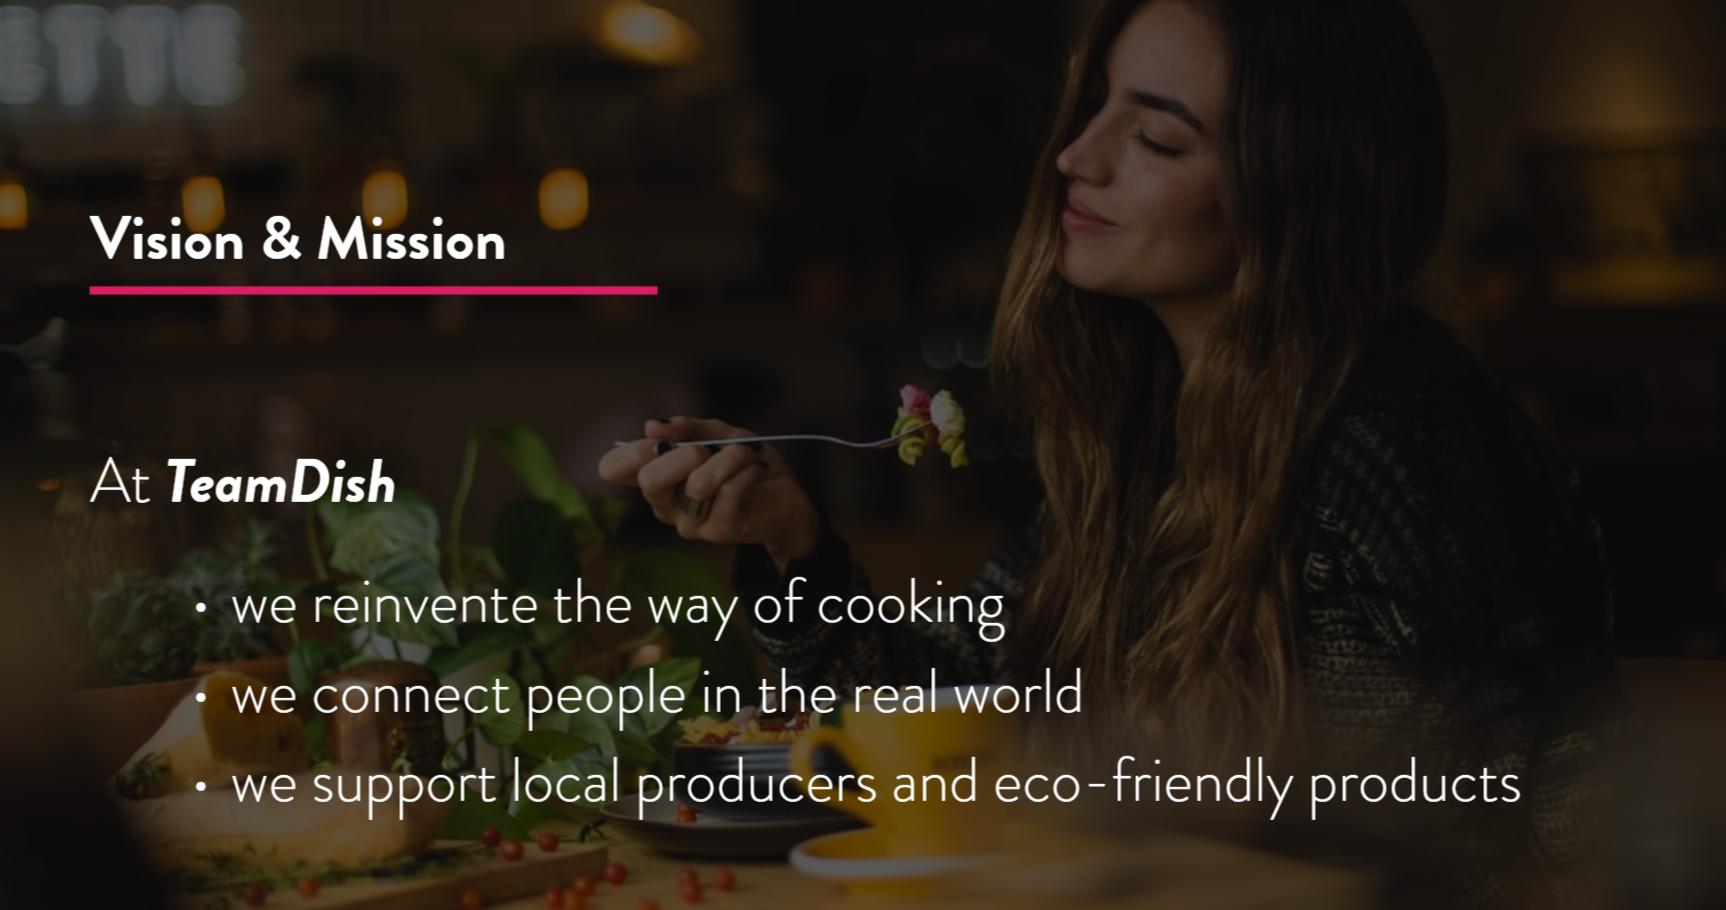 ETTE
Vision & Mission
At TeamDish
• we reinvente the way of cooking
• we connect people in the real world
• we support local producers and eco-friendly products